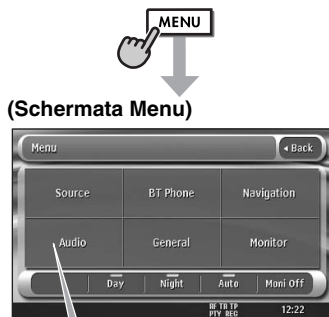 MENU
(Schermata Menu)
Menu
◂ Back
Source BT Phone Navigation
Audio General Monitor
Day Night Auto Moni Off
RF TR TP
PTY REG
12:22